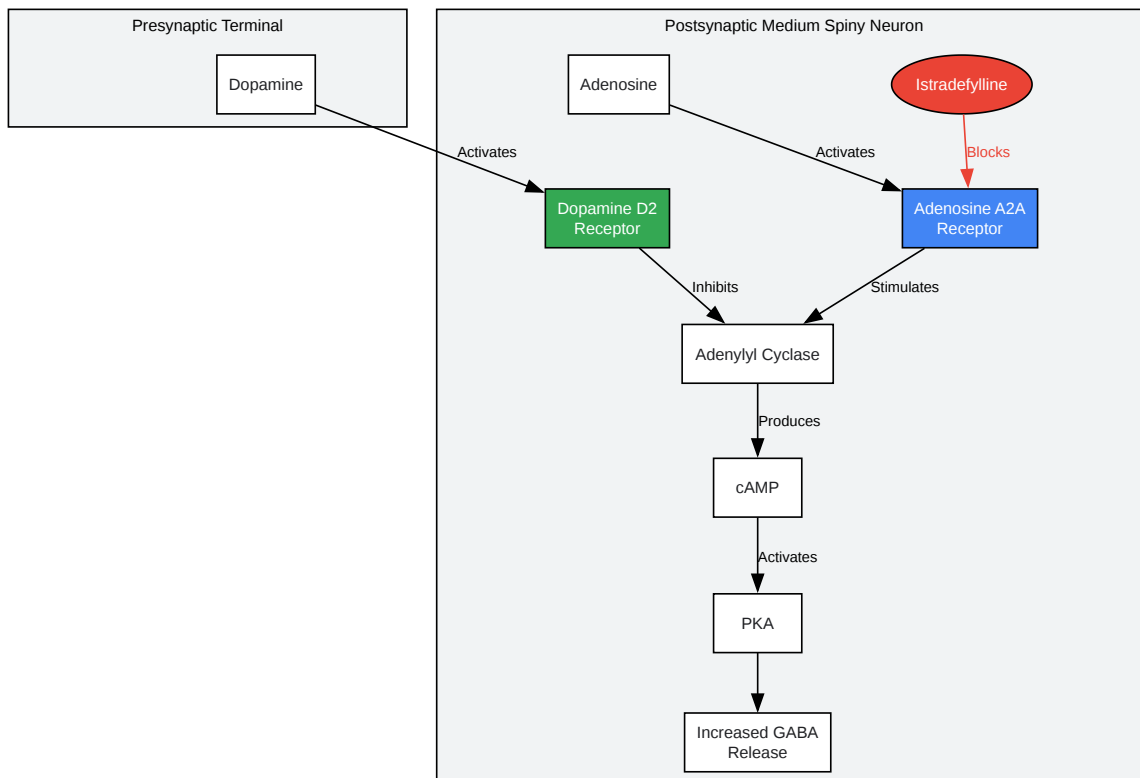 Presynaptic Terminal
Postsynaptic Medium Spiny Neuron
Dopamine
Adenosine
Istradefylline
Activates
Activates
Blocks
Dopamine D2
Receptor
Adenosine A2A
Receptor
Inhibits
Stimulates
Adenylyl Cyclase
Produces
cAMP
Activates
PKA
Increased GABA
Release